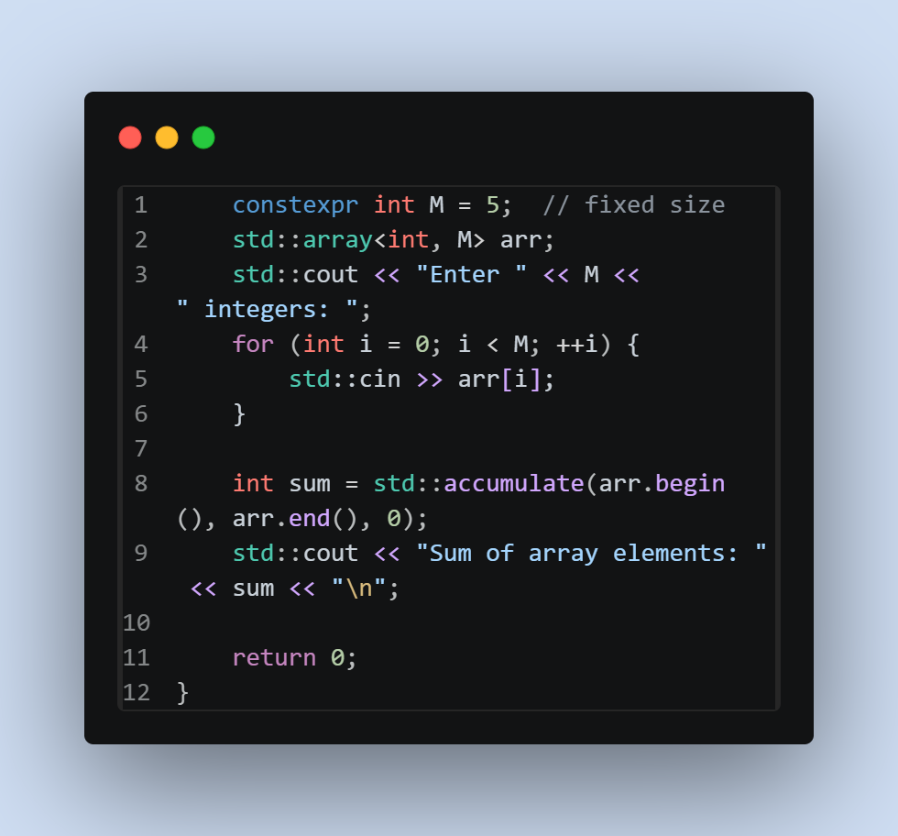 1      constexpr int M = 5;  // fixed size
2      std::array<int, M> arr;
3      std::cout << "Enter " << M <<
" integers: ";
4      for (int i = 0; i < M; ++i) {
5          std::cin >> arr[i];
6      }
7
8      int sum = std::accumulate(arr.begin
(), arr.end(), 0);
9      std::cout << "Sum of array elements: "
 << sum << "\n";
10
11     return 0;
12 }